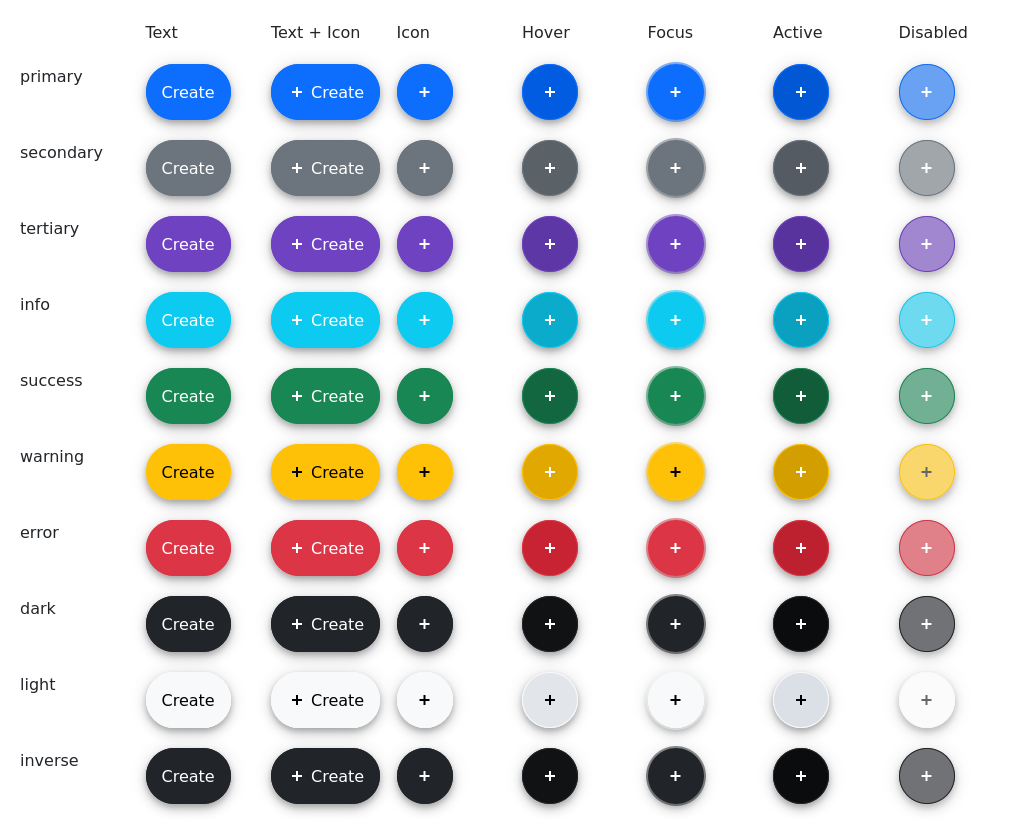 Text Text + Icon Icon Hover Focus Active Disabled
primary Create + Create + + + + +
secondary Create + Create + + + + +
tertiary Create + Create + + + + +
info Create + Create + + + + +
success Create + Create + + + + +
warning Create + Create + + + + +
error Create + Create + + + + +
dark Create + Create + + + + +
light Create + Create + + + + +
inverse Create + Create + + + + +